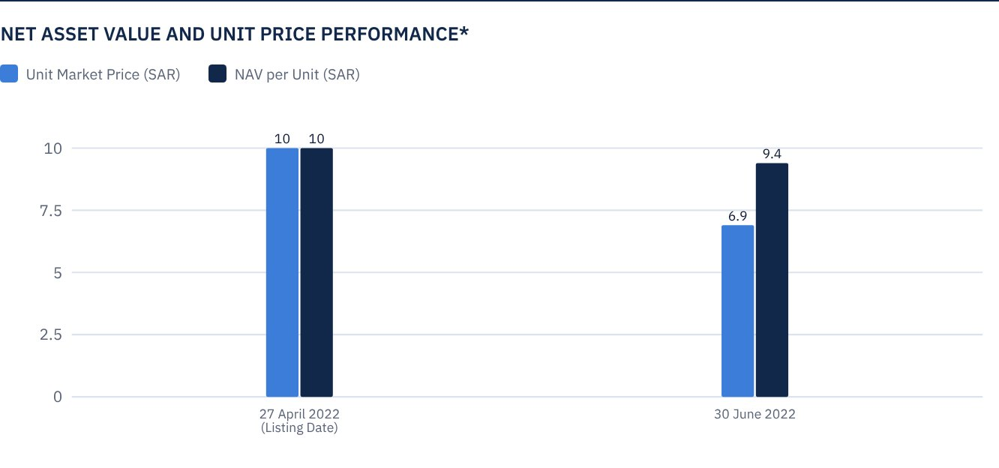 NET ASSET VALUE AND UNIT PRICE PERFORMANCE*
Unit Market Price (SAR) NAV per Unit (SAR)
10 10
10
9.4
7.5
6.9
5
2.5
0
27 April 2022
(Listing Date)
30 June 2022